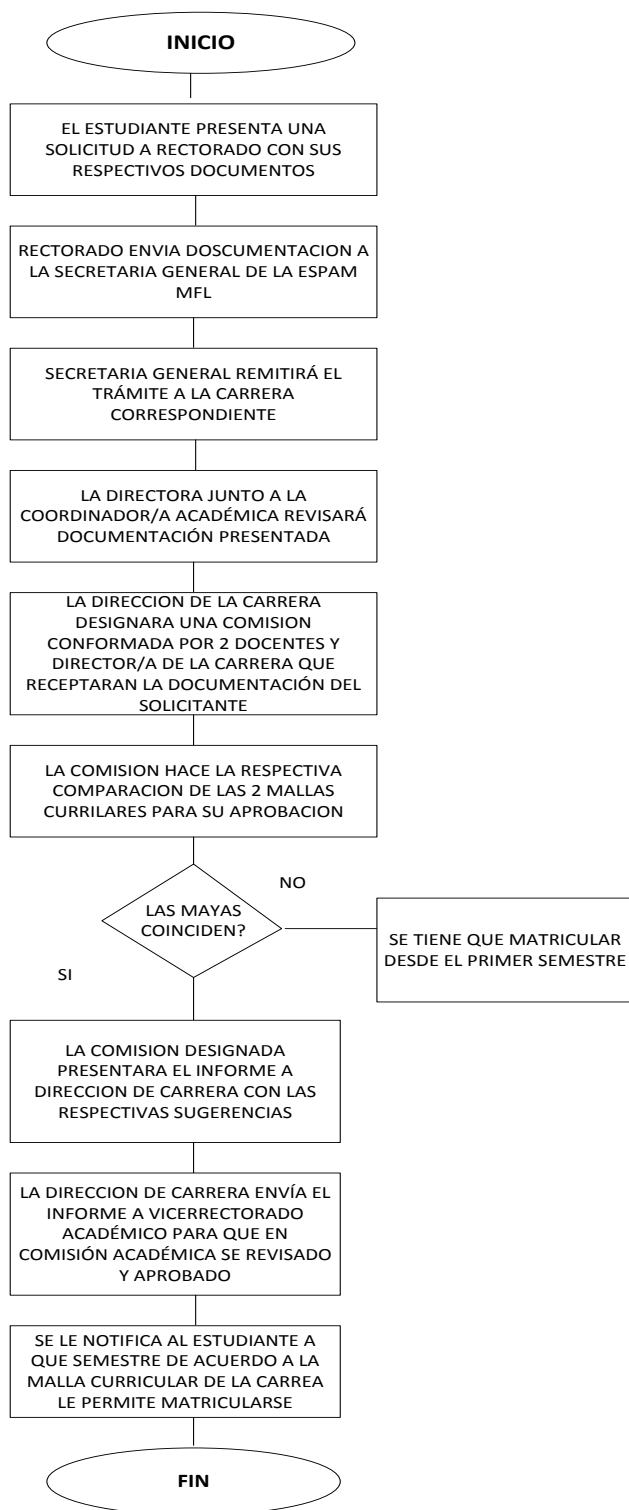 INICIO
EL ESTUDIANTE PRESENTA UNA
SOLICITUD A RECTORADO CON SUS
RESPECTIVOS DOCUMENTOS
RECTORADO ENVIA DOSCUMENTACION A
LA SECRETARIA GENERAL DE LA ESPAM
MFL
SECRETARIA GENERAL REMITIRÁ EL
TRÁMITE A LA CARRERA
CORRESPONDIENTE
LA DIRECTORA JUNTO A LA
COORDINADOR/A ACADÉMICA REVISARÁ
DOCUMENTACIÓN PRESENTADA
LA DIRECCION DE LA CARRERA
DESIGNARA UNA COMISION
CONFORMADA POR 2 DOCENTES Y
DIRECTOR/A DE LA CARRERA QUE
RECEPTARAN LA DOCUMENTACIÓN DEL
SOLICITANTE
LA COMISION HACE LA RESPECTIVA
COMPARACION DE LAS 2 MALLAS
CURRILARES PARA SU APROBACION
NO
LAS MAYAS
COINCIDEN?
SE TIENE QUE MATRICULAR
DESDE EL PRIMER SEMESTRE
SI
LA COMISION DESIGNADA
PRESENTARA EL INFORME A
DIRECCION DE CARRERA CON LAS
RESPECTIVAS SUGERENCIAS
LA DIRECCION DE CARRERA ENVÍA EL
INFORME A VICERRECTORADO
ACADÉMICO PARA QUE EN
COMISIÓN ACADÉMICA SE REVISADO
Y APROBADO
SE LE NOTIFICA AL ESTUDIANTE A
QUE SEMESTRE DE ACUERDO A LA
MALLA CURRICULAR DE LA CARREA
LE PERMITE MATRICULARSE
FIN